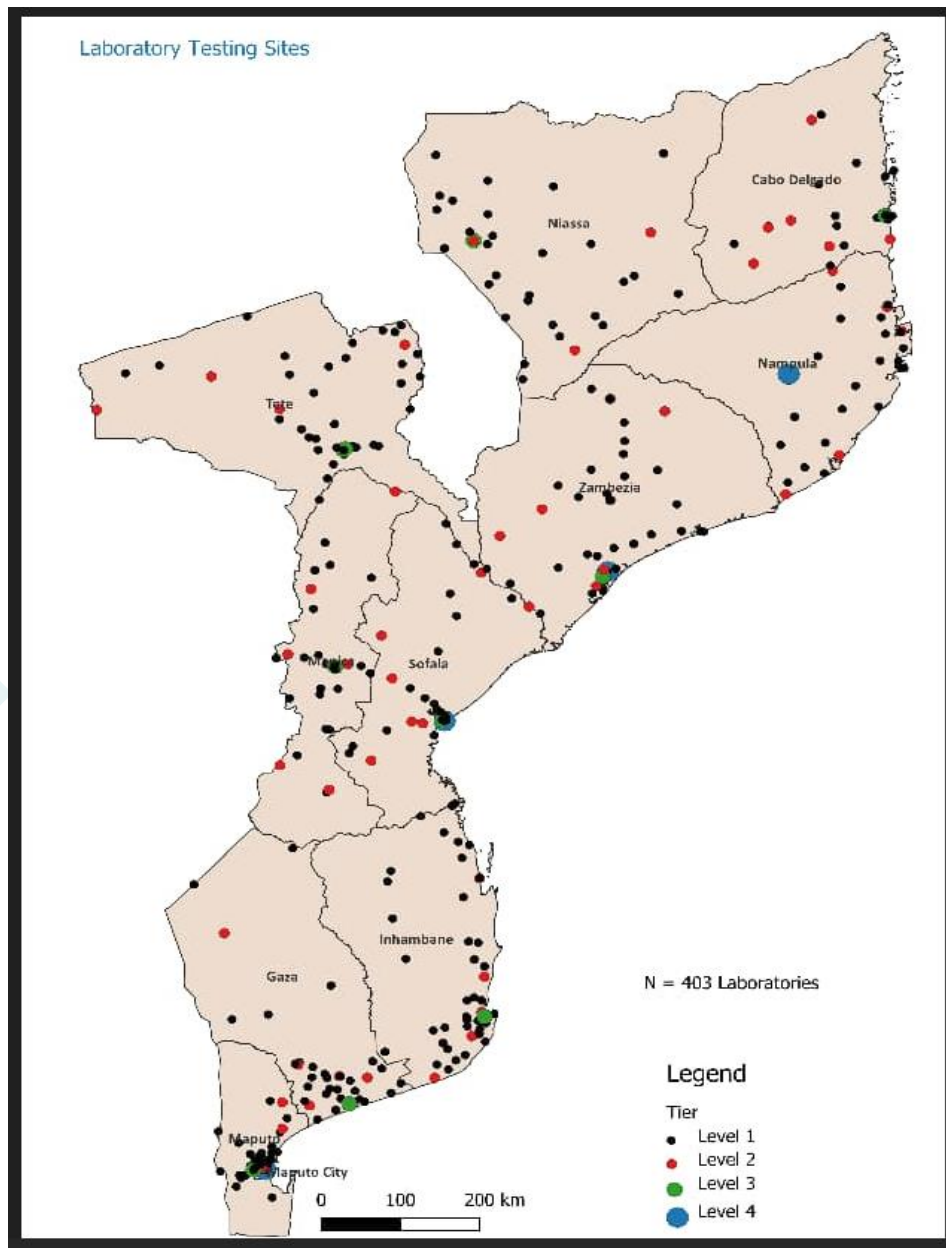 Laboratory Testing Sites
Cabo Delgado
Niassa
Nampula
Tete
Zambezia
Manica
Sofala
Inhambane
Gaza
N = 403 Laboratories
Legend
Tier
Level 1
Level 2
Level 3
Level 4
Maputo
Maputo City
0 100 200 km